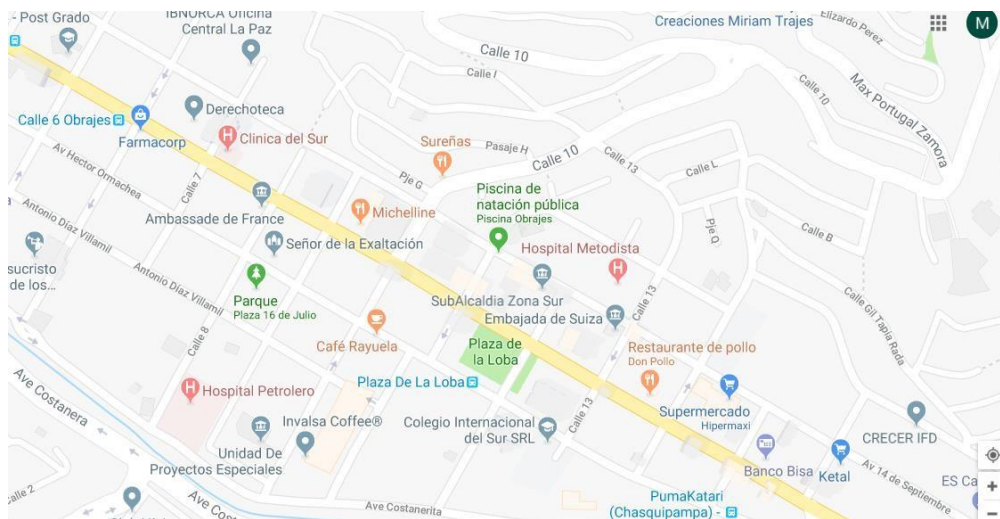 - Post Grado
IBNORCA Oficina
Central La Paz
Creaciones Miriam Trajes
Elizardo Perez
M
Calle 10
Calle I
Calle 10
Max Portugal Zamora
Derechoteca
Calle 6 Obrajes
Farmacorp
Clinica del Sur
Sureñas
Pasaje H
Calle 10
Calle 13
Calle L
Av Hector Ormachea
Calle 7
Pje G
Piscina de
natación pública
Piscina Obrajes
Antonio Diaz Villamil
Ambassade de France
Michelline
Pje Q
Calle B
Señor de la Exaltación
Hospital Metodista
sucristo
de los...
Antonio Diaz Villamil
Parque
Plaza 16 de Julio
SubAlcaldia Zona Sur
Embajada de Suiza
Calle 13
Calle Gil Tapia Rada
Calle 8
Café Rayuela
Plaza de
la Loba
Restaurante de pollo
Don Pollo
Ave Costanera
Hospital Petrolero
Plaza De La Loba
Supermercado
Hipermaxi
Invalsa Coffee®
Colegio Internacional
del Sur SRL
Calle 13
CRECER IFD
Unidad De
Proyectos Especiales
Banco Bisa
Ketal
Av 14 de Septiembre
ES Ca
Calle 2
Ave Cos
Ave Costanerita
PumaKatari
(Chasquipampa) -